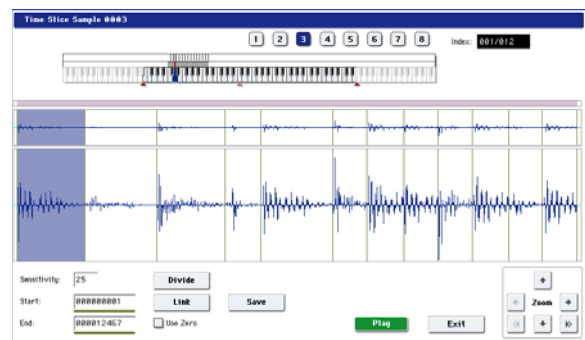 Time Slice Sample 0003
1 2 3 4 5 6 7 8 Index: 001/012
Sensitivity: 25 Divide
Start: 000000001 Link Save
End: 000012467 Use Zero Play Exit
Zoom